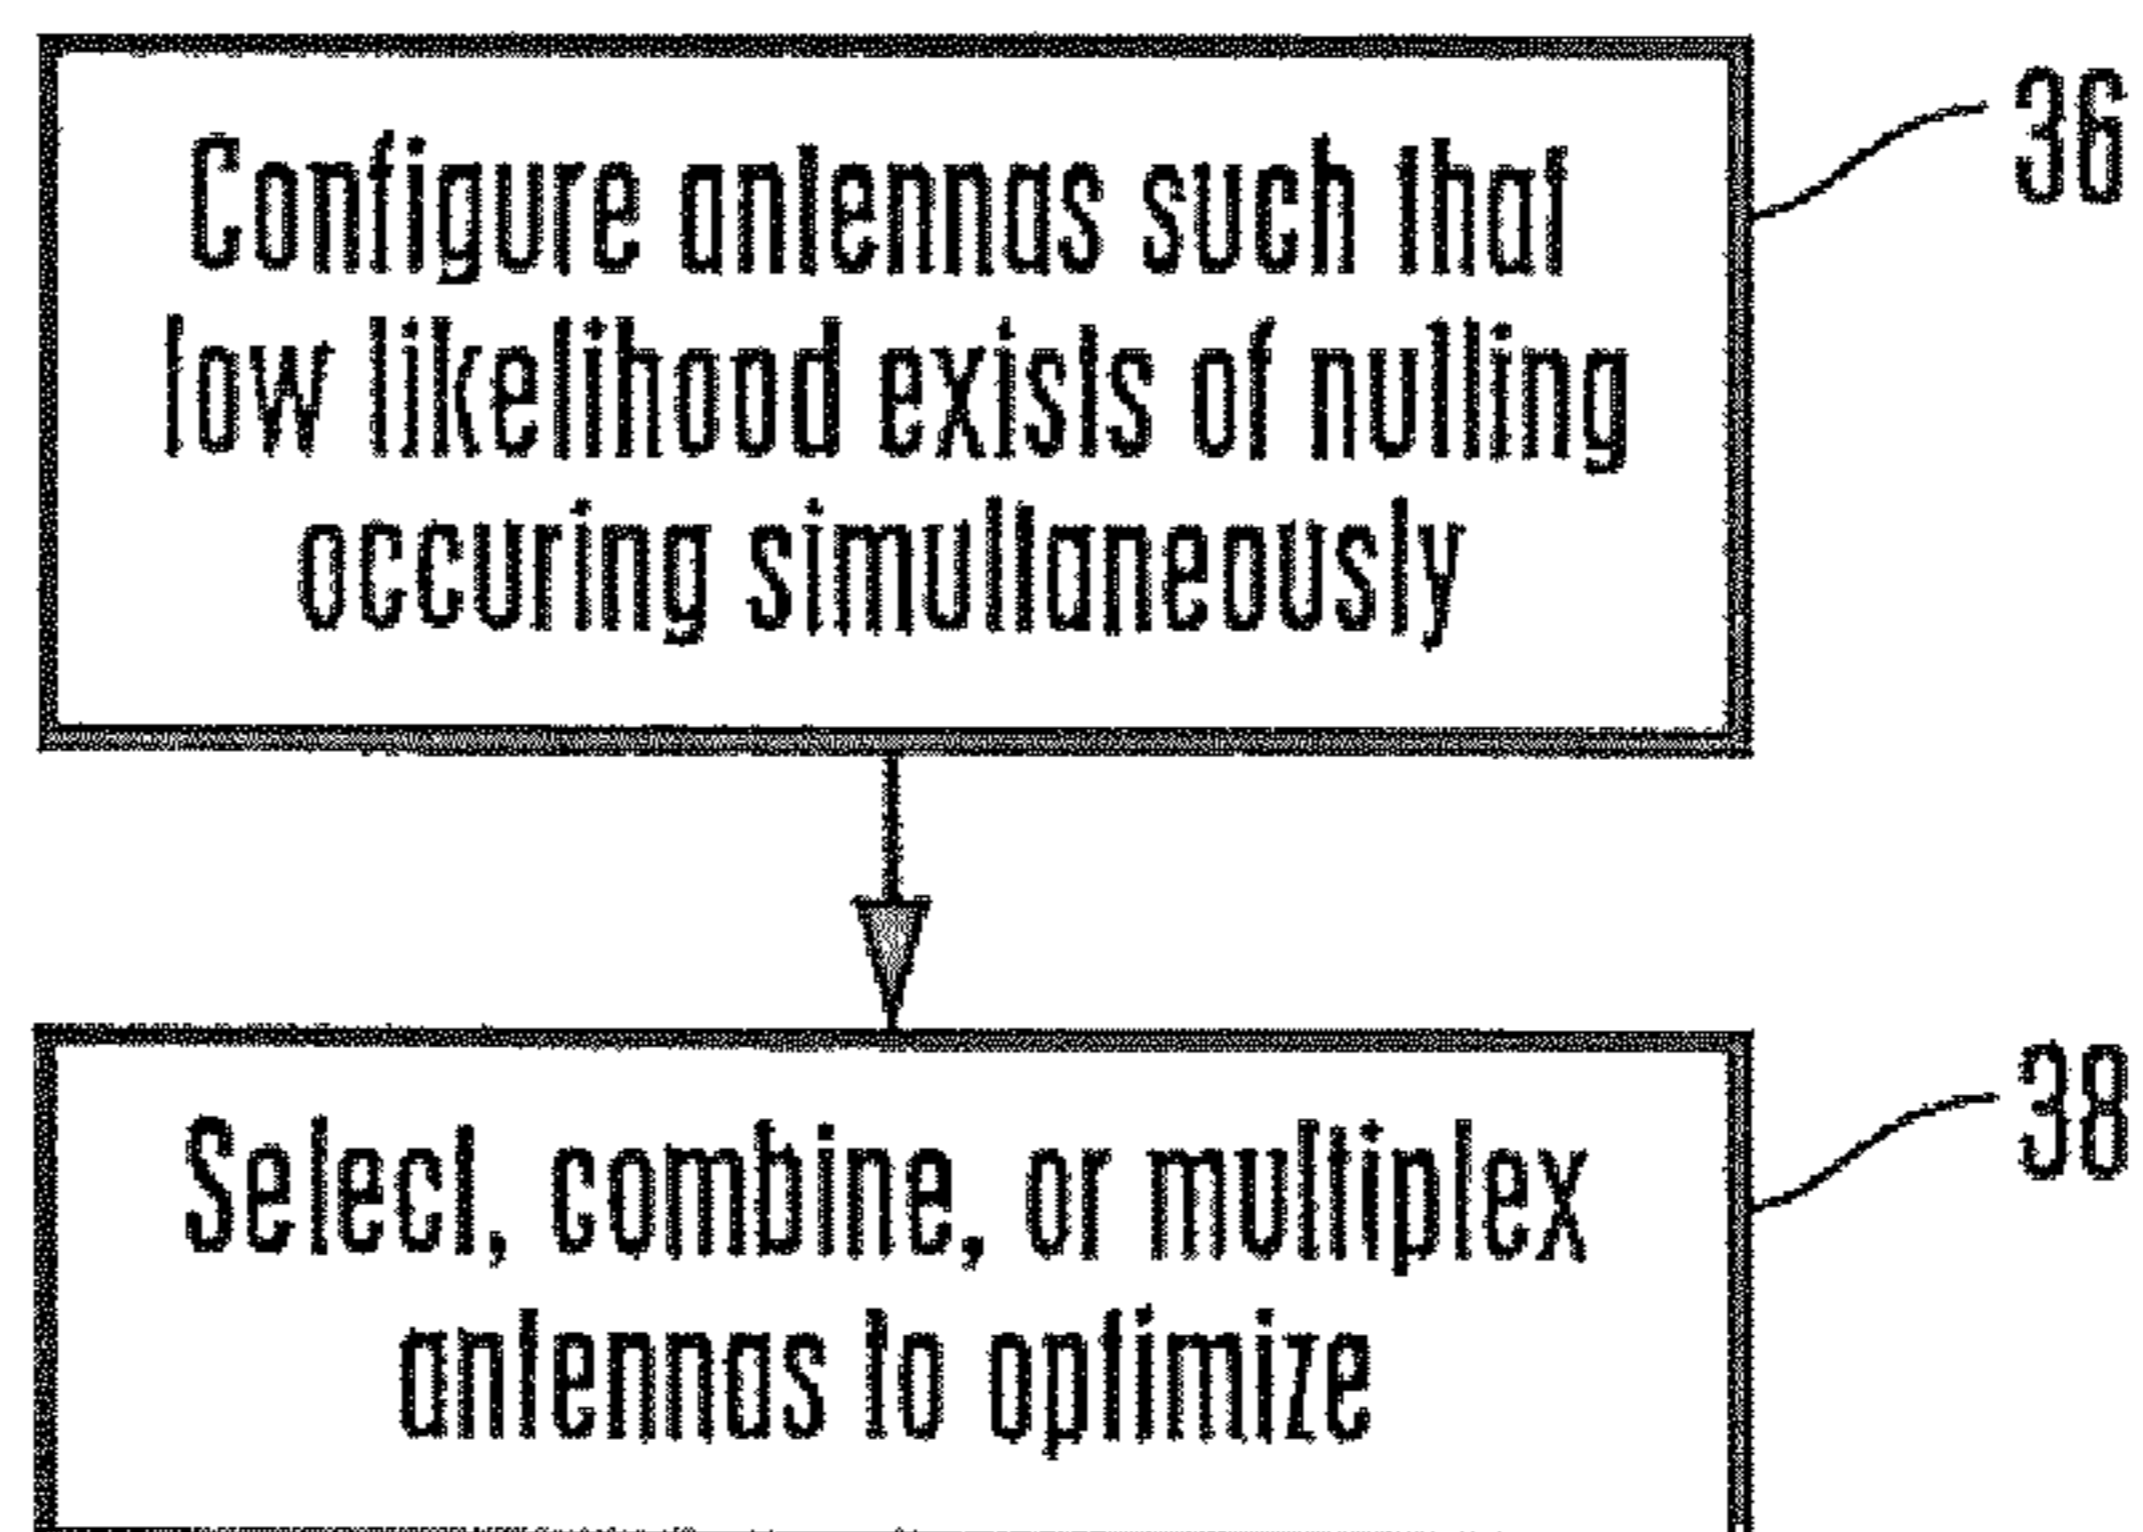 Configure antennas such that
36
low likelihood exists of nulling
occuring simultaneously
Select, combine, or multiplex
38
antennas to optimize